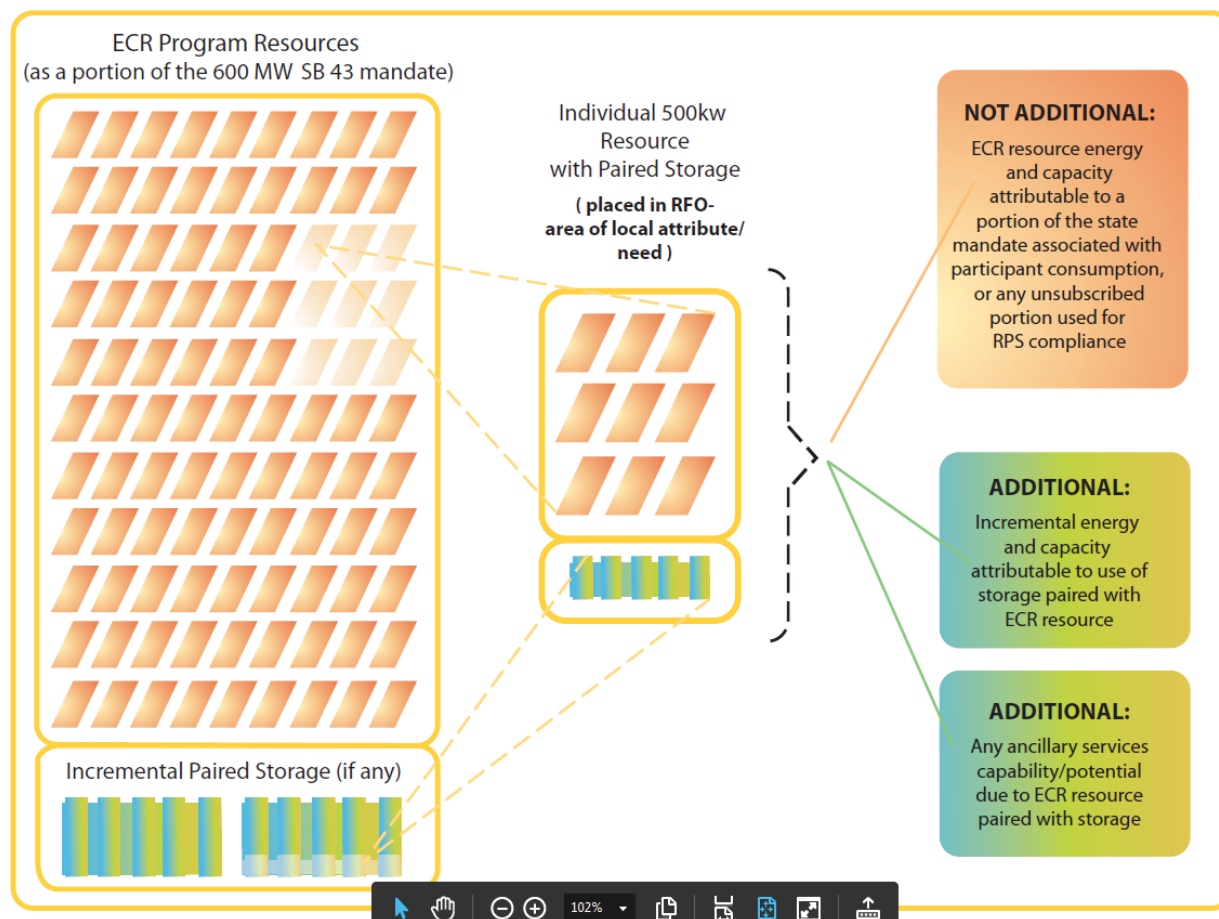 ECR Program Resources
(as a portion of the 600 MW SB 43 mandate)
Individual 500kw
Resource
with Paired Storage
( placed in RFO-
area of local attribute/
need )
NOT ADDITIONAL:
ECR resource energy
and capacity
attributable to a
portion of the state
mandate associated with
participant consumption,
or any unsubscribed
portion used for
RPS compliance
ADDITIONAL:
Incremental energy
and capacity
attributable to use of
storage paired with
ECR resource
ADDITIONAL:
Any ancillary services
capability/potential
due to ECR resource
paired with storage
Incremental Paired Storage (if any)
102%